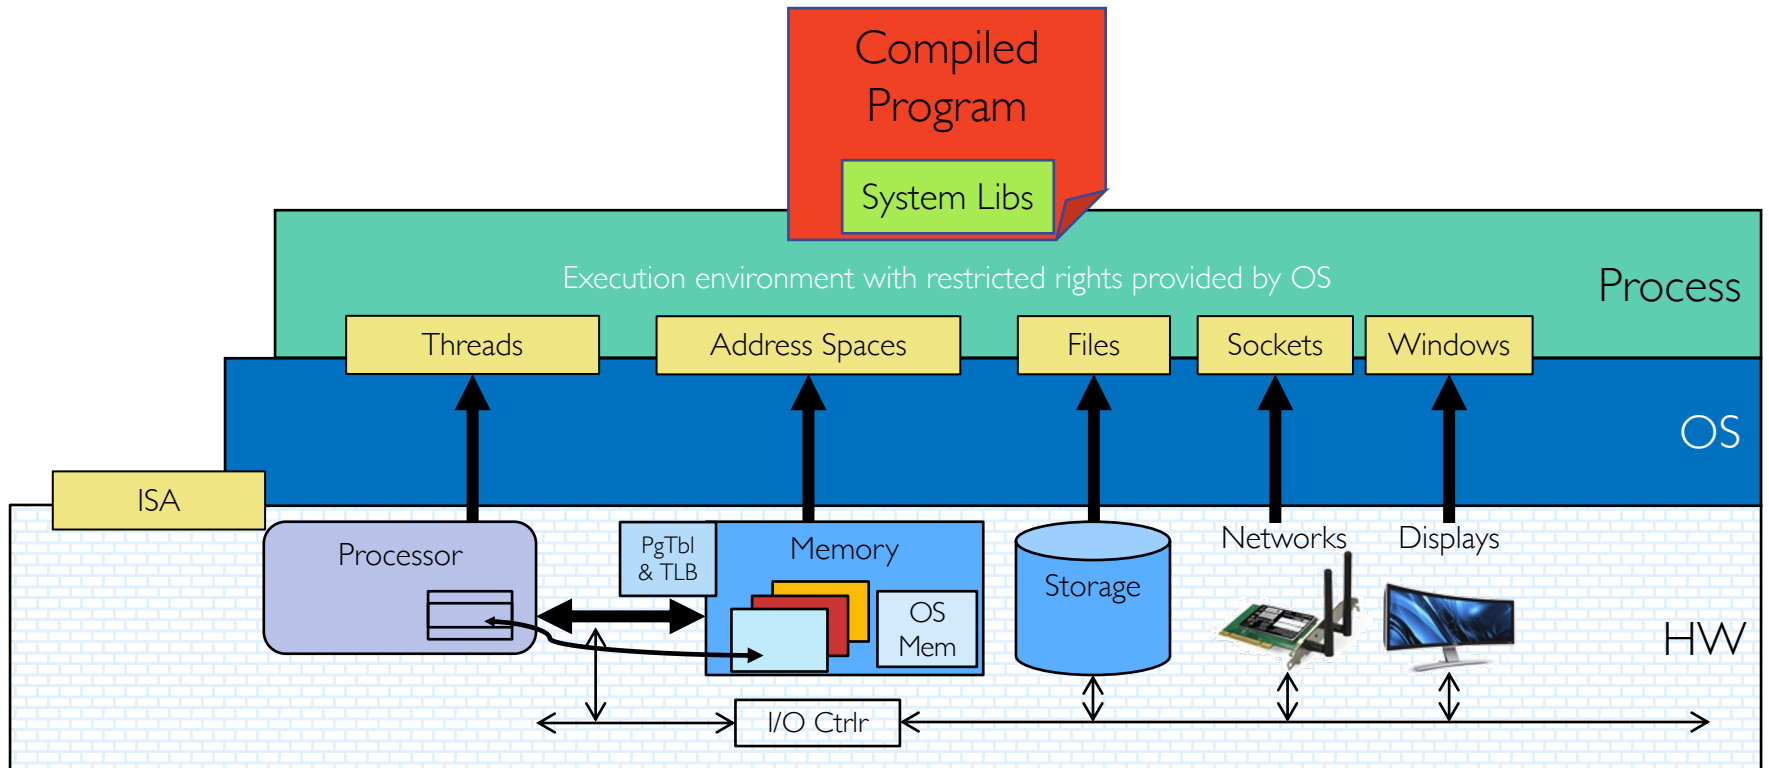 Compiled
Program
System Libs
Execution environment with restricted rights provided by OS
Process
Threads
Address Spaces
Files
Sockets
Windows
OS
ISA
Processor
PgTbl
& TLB
Memory
OS
Mem
Storage
Networks
Displays
HW
I/O Ctrlr